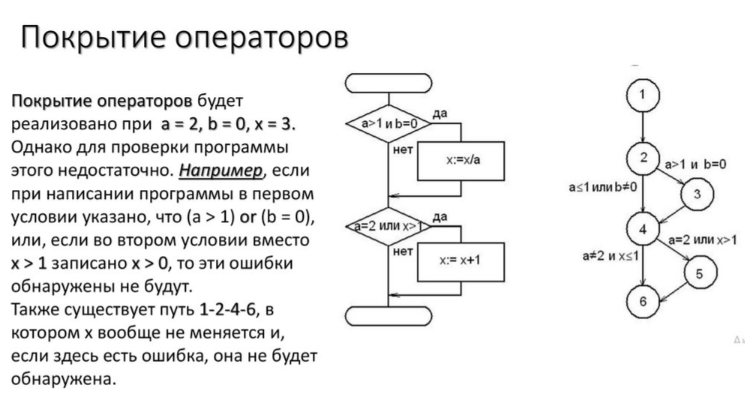 Покрытие операторов
Покрытие операторов будет
реализовано при a = 2, b = 0, x = 3.
Однако для проверки программы
этого недостаточно. Например, если
при написании программы в первом
условии указано, что (a > 1) or (b = 0),
или, если во втором условии вместо
x > 1 записано x > 0, то эти ошибки
обнаружены не будут.
Также существует путь 1-2-4-6, в
котором x вообще не меняется и,
если здесь есть ошибка, она не будет
обнаружена.
a>1 и b=0
да
нет
x:=x/a
a=2 или x>1
да
нет
x:= x+1
1
2
a>1 и b=0
a≤1 или b≠0
3
4
a=2 или x>1
a≠2 и x≤1
5
6